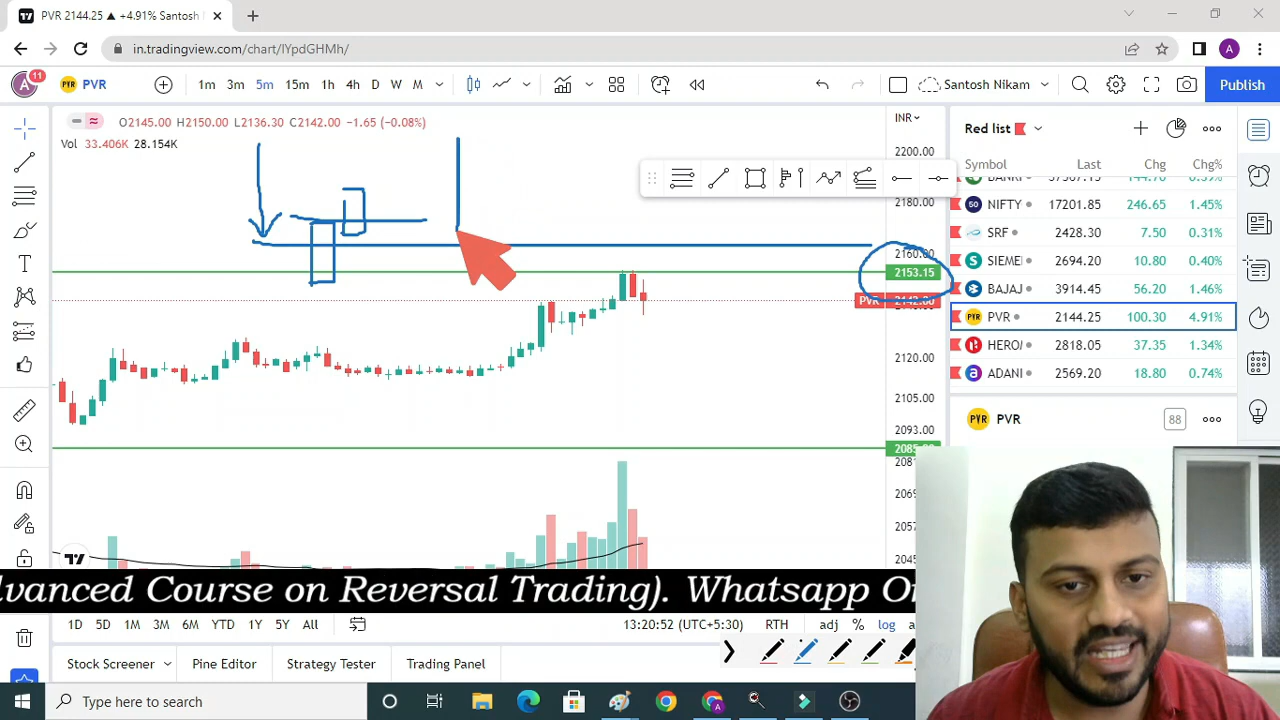 PVR 2144.25 ▲ +4.91% Santosh
in.tradingview.com/chart/IYpdGHMh/
A
11
A
PVR
1m 3m 5m 15m 1h 4h D W M
Santosh Nikam
Publish
O2145.00 H2150.00 L2136.30 C2142.00 −1.65 (−0.08%)
Vol 33.406K 28.154K
INR
2200.00
2180.00
2160.00
2153.15
PVR
2120.00
2105.00
2093.00
Red list
Symbol Last Chg Chg%
NIFTY 17201.85 246.65 1.45%
SRF 2428.30 7.50 0.31%
SIEMEI 2694.20 10.80 0.40%
BAJAJ 3914.45 56.20 1.46%
PVR 2144.25 100.30 4.91%
HERO 2818.05 37.35 1.34%
ADANI 2569.20 18.80 0.74%
PVR
88
dvanced Course on Reversal Trading). Whatsapp On
1D 5D 1M 3M 6M YTD 1Y 5Y All
13:20:52 (UTC+5:30) RTH adj % log
Stock Screener Pine Editor Strategy Tester Trading Panel
Type here to search